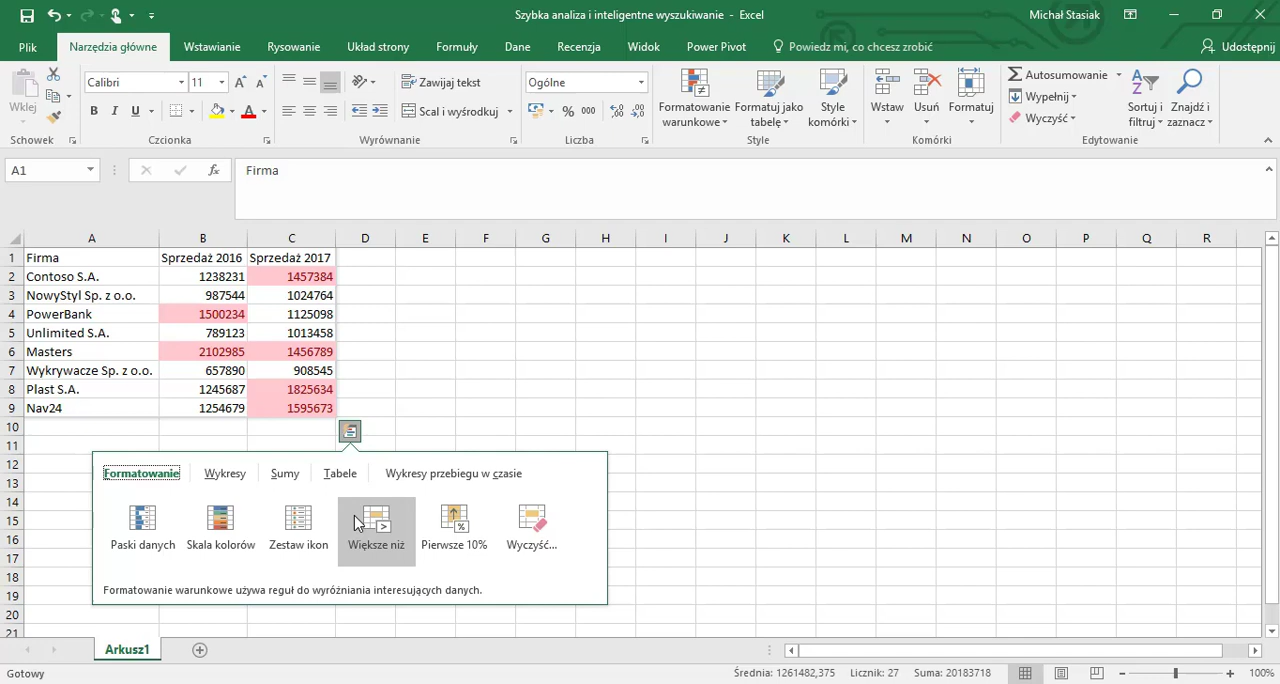 Szybka analiza i inteligentne wyszukiwanie - Excel
Michał Stasiak
Plik
Narzędzia główne
Wstawianie
Rysowanie
Układ strony
Formuły
Dane
Recenzja
Widok
Power Pivot
Powiedz mi, co chcesz zrobić
Udostępnij
Wklej
Schowek
Calibri
11
B I U
Czcionka
Zawijaj tekst
Scal i wyśrodkuj
Wyrównanie
Ogólne
% 000
Liczba
Formatowanie warunkowe
Formatuj jako tabelę
Style komórki
Style
Wstaw
Usuń
Formatuj
Komórki
Autosumowanie
Wypełnij
Wyczyść
Sortuj i filtruj
Znajdź i zaznacz
Edytowanie
A1
fx
Firma
A B C D E F G H I J K L M N O P Q R
1 Firma Sprzedaż 2016 Sprzedaż 2017
2 Contoso S.A. 1238231 1457384
3 NowyStyl Sp. z o.o. 987544 1024764
4 PowerBank 1500234 1125098
5 Unlimited S.A. 789123 1013458
6 Masters 2102985 1456789
7 Wykrywacze Sp. z o.o. 657890 908545
8 Plast S.A. 1245687 1825634
9 Nav24 1254679 1595673
10
11
12
13
14
15
16
17
18
19
20
21
Formatowanie
Wykresy
Sumy
Tabele
Wykresy przebiegu w czasie
Paski danych
Skala kolorów
Zestaw ikon
Większe niż
Pierwsze 10%
Wyczyść...
Formatowanie warunkowe używa reguł do wyróżniania interesujących danych.
Arkusz1
Gotowy
Średnia: 1261482,375
Licznik: 27
Suma: 20183718
100%